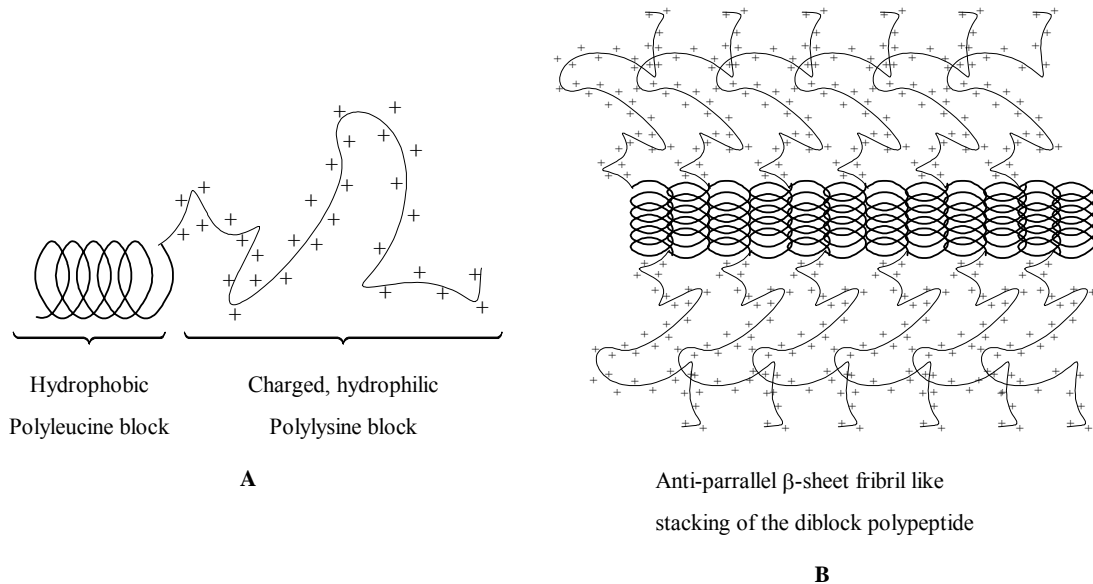 Hydrophobic
Polyleucine block
Charged, hydrophilic
Polylysine block
A
Anti-parrallel β-sheet fribril like
stacking of the diblock polypeptide
B